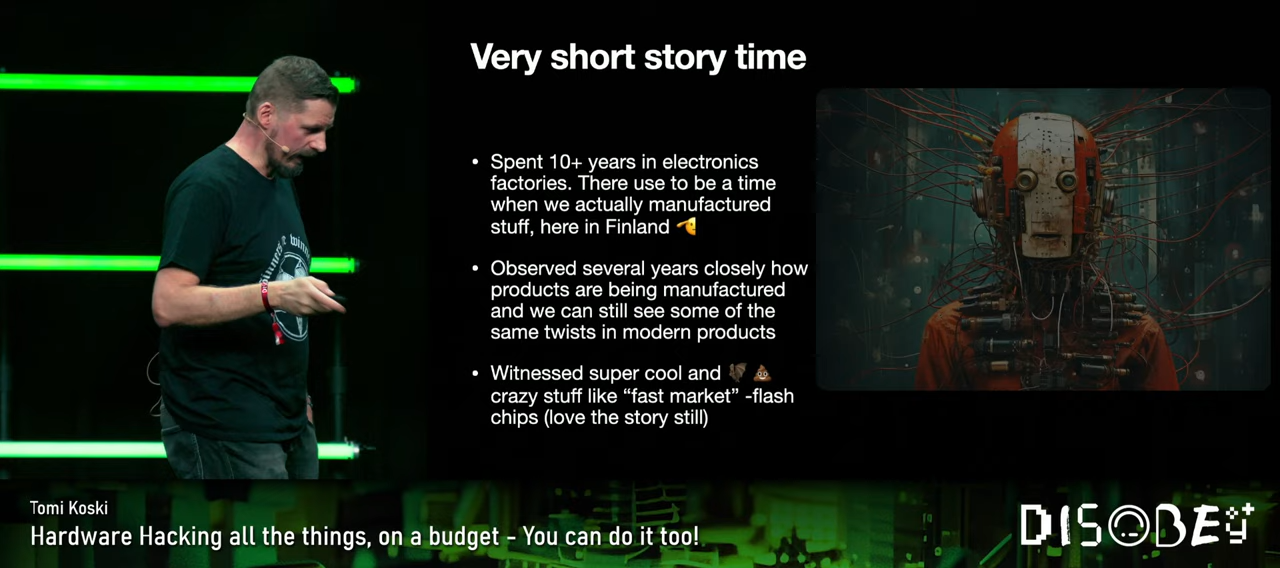 Very short story time
• Spent 10+ years in electronics
factories. There use to be a time
when we actually manufactured
stuff, here in Finland 🫡
• Observed several years closely how
products are being manufactured
and we can still see some of the
same twists in modern products
• Witnessed super cool and 🦇💩
crazy stuff like “fast market” -flash
chips (love the story still)
Tomi Koski
Hardware Hacking all the things, on a budget - You can do it too!
DISOBEY